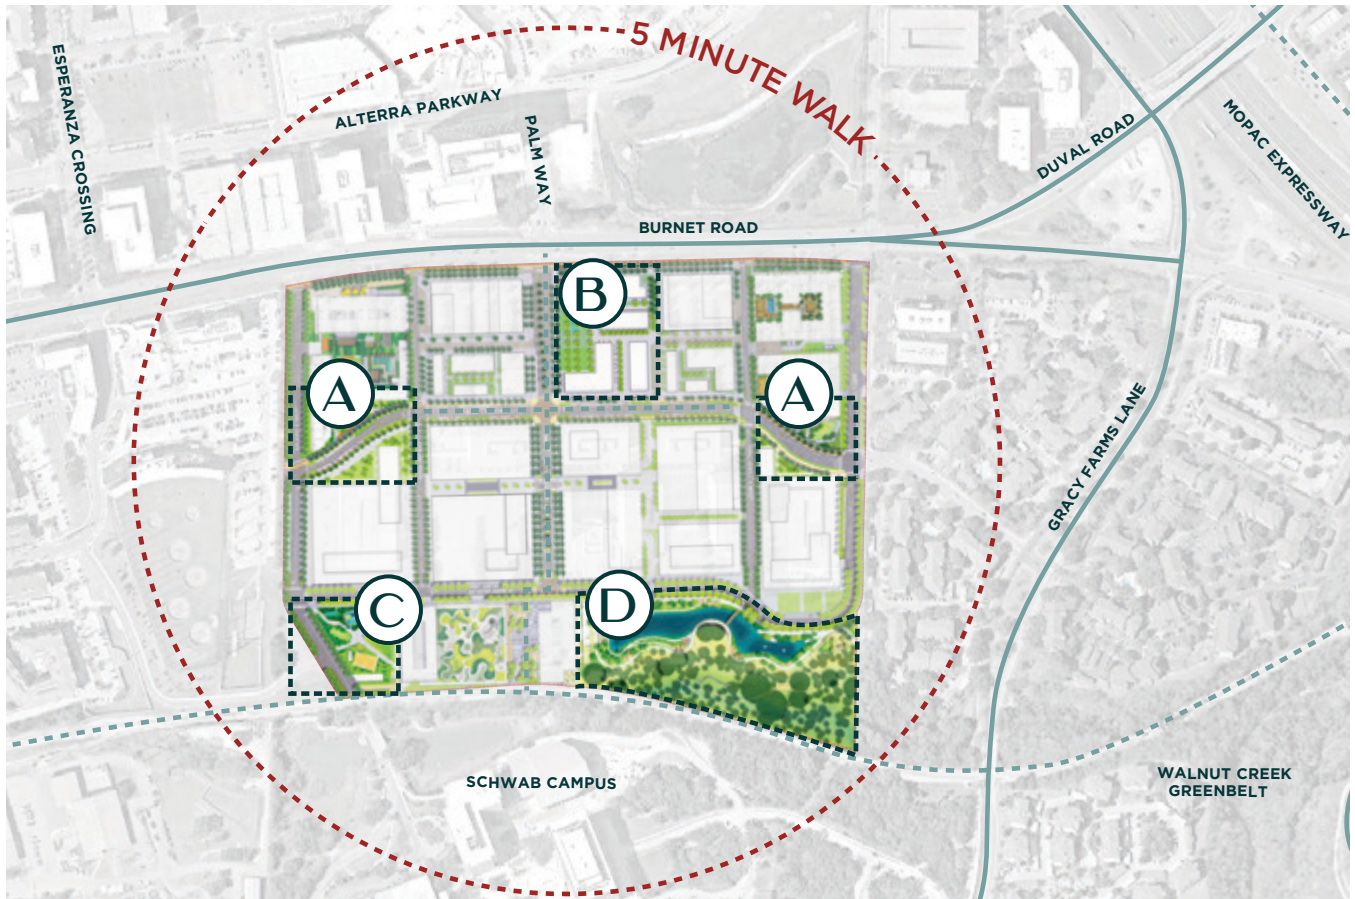 5 MINUTE WALK
ESPERANZA CROSSING
ALTERRA PARKWAY
PALM WAY
DUVAL ROAD
MOPAC EXPRESSWAY
BURNET ROAD
B
A
A
GRACY FARMS LANE
C
D
SCHWAB CAMPUS
WALNUT CREEK
GREENBELT